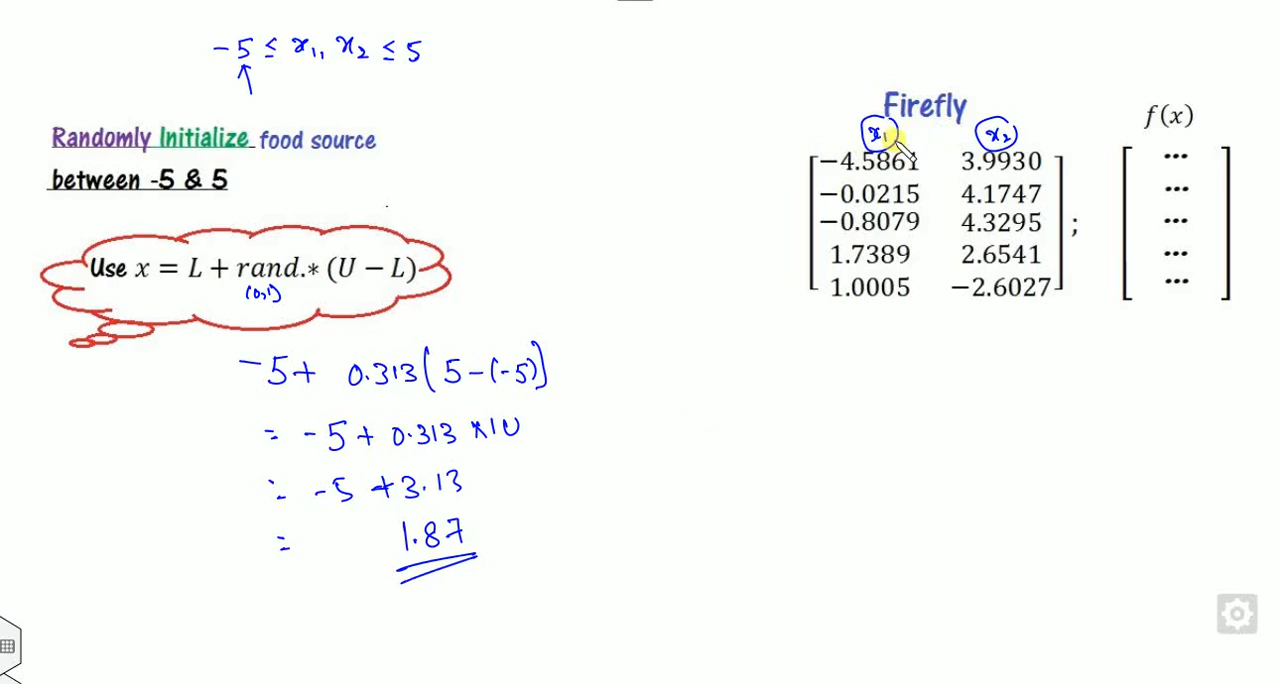 -5 ≤ x₁, x₂ ≤ 5
Randomly Initialize food source
between -5 & 5
Use x = L + rand.* (U − L)
(0,1)
-5+ 0.313(5-(-5))
= -5 + 0.313 ×10
= -5 +3.13
= 1.87
Firefly
x₁ x₂
−4.5861 3.9930
−0.0215 4.1747
−0.8079 4.3295
1.7389 2.6541
1.0005 −2.6027
;
f(x)
...
...
...
...
...